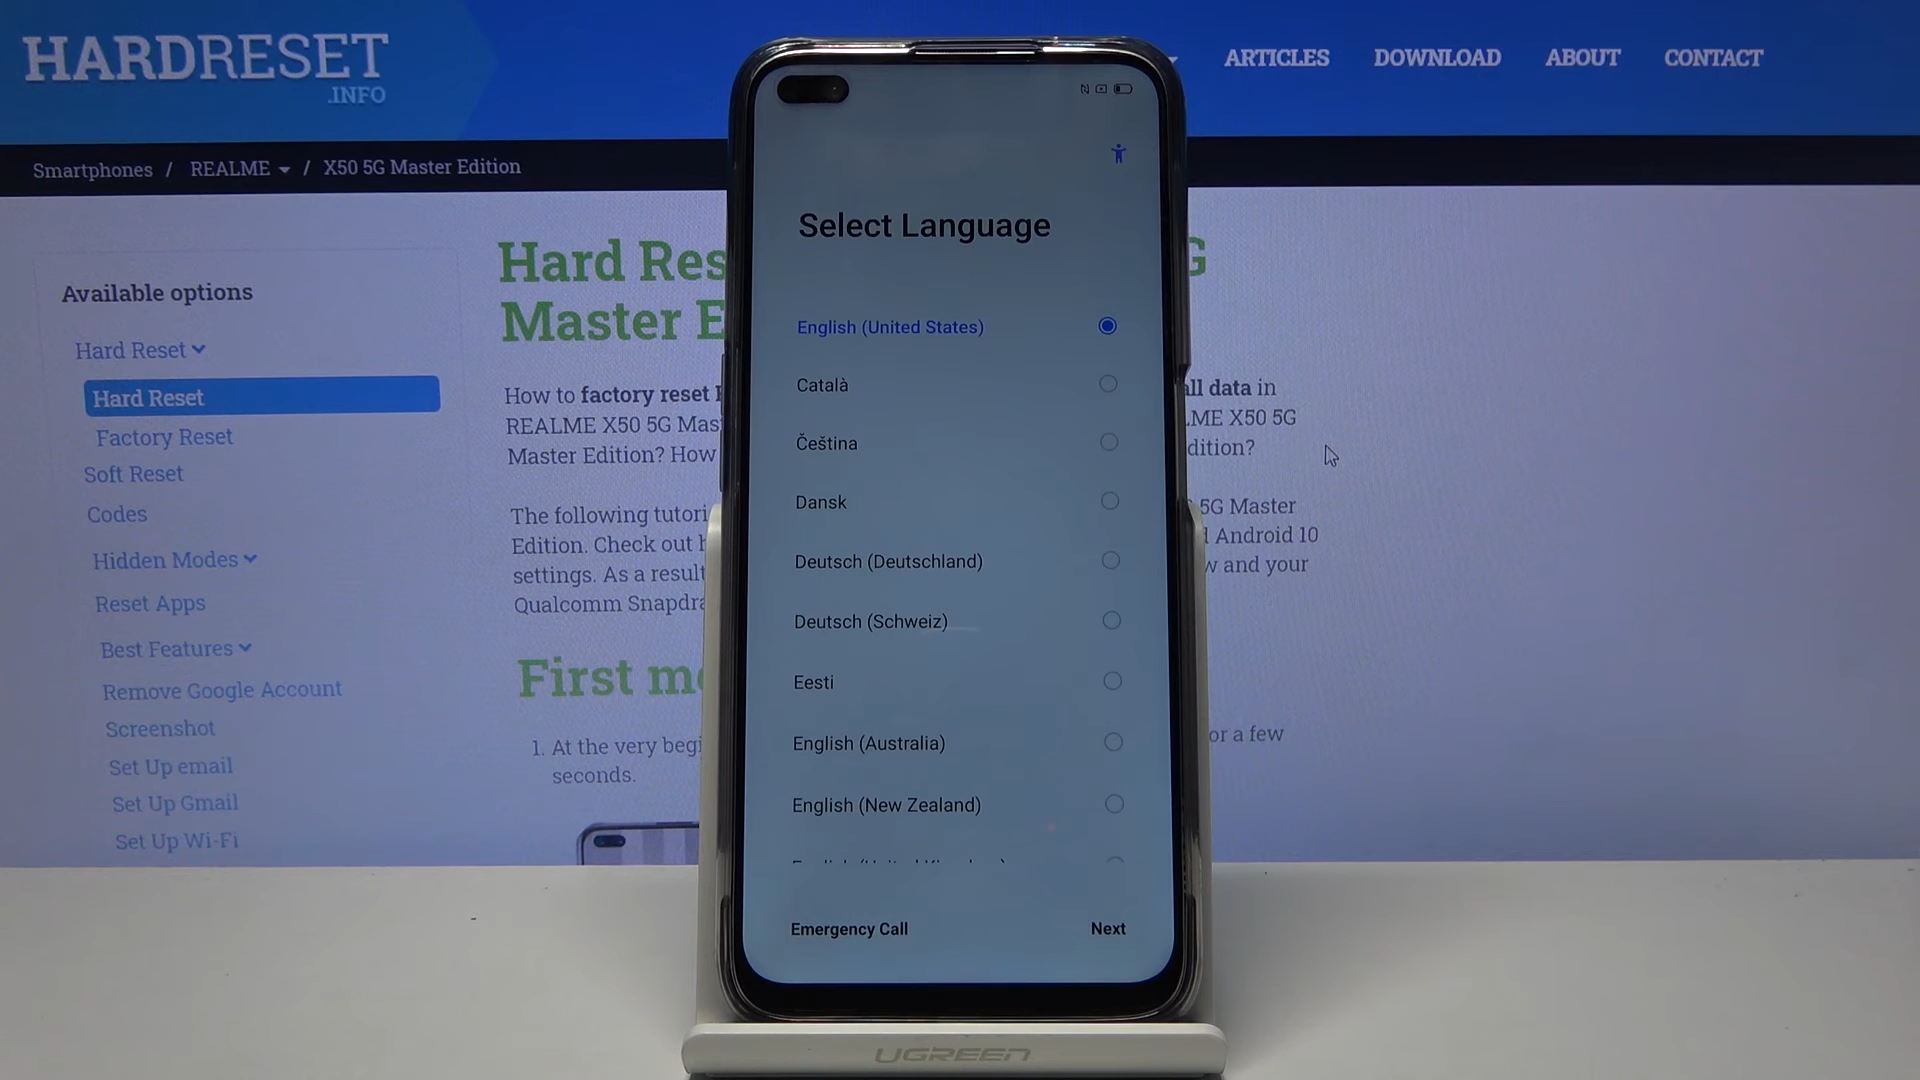 HARDRESET
.INFO
ARTICLES
DOWNLOAD
ABOUT
CONTACT
Smartphones / REALME / X50 5G Master Edition
Available options
Hard Reset
Hard Reset
Factory Reset
Soft Reset
Codes
Hidden Modes
Reset Apps
Best Features
Remove Google Account
Screenshot
Set Up email
Set Up Gmail
Set Up Wi-Fi
Hard Res
G
Master E
How to factory reset
all data in
REALME X50 5G Mas
LME X50 5G
Master Edition? How
dition?
The following tutori
5G Master
Edition. Check out h
Android 10
settings. As a result
w and your
Qualcomm Snapdra
First m
1. At the very begi
or a few
seconds.
Select Language
English (United States)
Català
Čeština
Dansk
Deutsch (Deutschland)
Deutsch (Schweiz)
Eesti
English (Australia)
English (New Zealand)
Emergency Call
Next
UGREEN